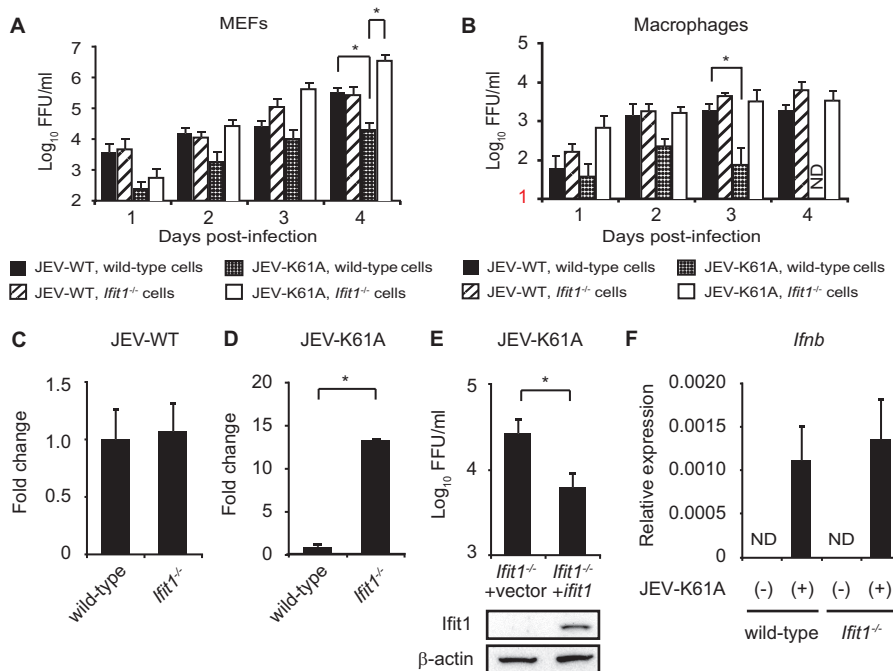 A
MEFs
*
*
Log10 FFU/ml
7
6
5
4
3
2
1 2 3 4
Days post-infection
B
Macrophages
*
Log10 FFU/ml
5
4
3
2
1
ND
1 2 3 4
Days post-infection
JEV-WT, wild-type cells
JEV-K61A, wild-type cells
JEV-WT, Ifit1-/- cells
JEV-K61A, Ifit1-/- cells
JEV-WT, wild-type cells
JEV-K61A, wild-type cells
JEV-WT, Ifit1-/- cells
JEV-K61A, Ifit1-/- cells
C
JEV-WT
Fold change
1.5
1.0
0.5
0
wild-type
Ifit1-/-
D
JEV-K61A
*
Fold change
20
15
10
5
0
wild-type
Ifit1-/-
E
JEV-K61A
*
Log10 FFU/ml
5
4
3
Ifit1-/- Ifit1-/-
+vector +ifit1
Ifit1
β-actin
F
Ifnb
Relative expression
0.0020
0.0015
0.0010
0.0005
0
ND
ND
JEV-K61A (-) (+) (-) (+)
wild-type Ifit1-/-